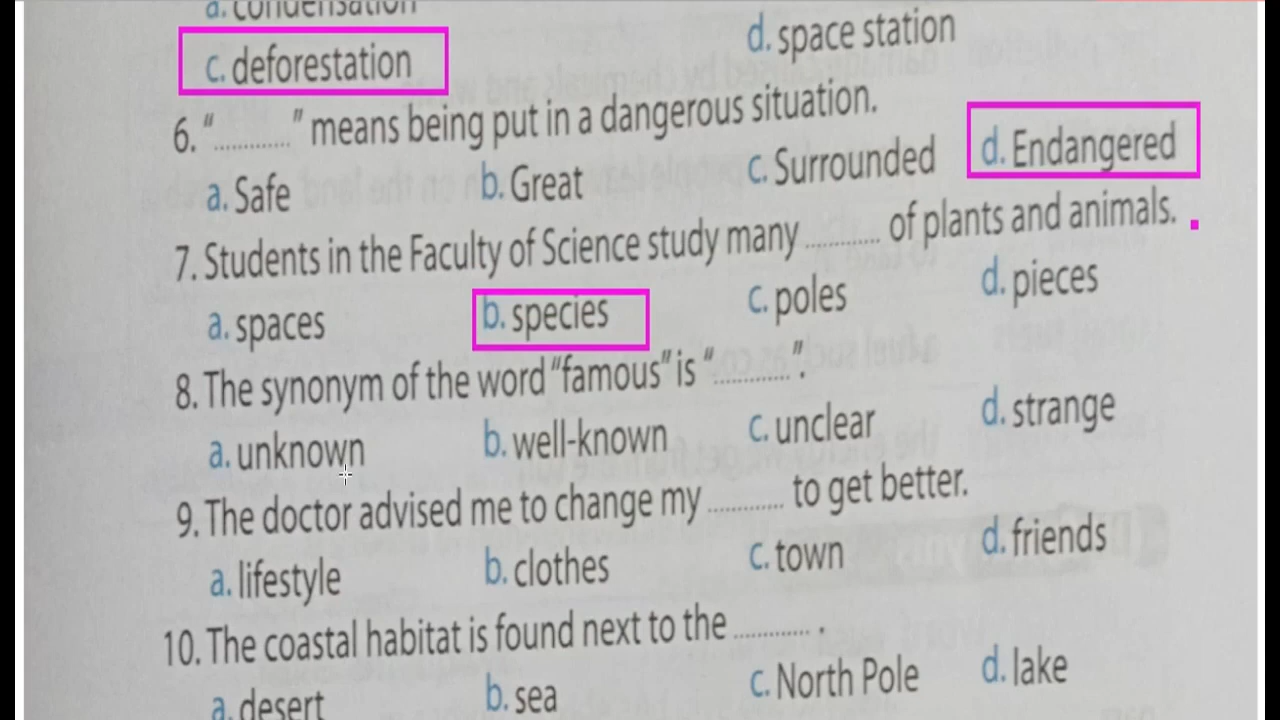 a. condensation
c. deforestation d. space station
6. "............" means being put in a dangerous situation.
a. Safe b. Great c. Surrounded d. Endangered
7. Students in the Faculty of Science study many ............ of plants and animals.
a. spaces b. species c. poles d. pieces
8. The synonym of the word "famous" is "............".
a. unknown b. well-known c. unclear d. strange
9. The doctor advised me to change my ............ to get better.
a. lifestyle b. clothes c. town d. friends
10. The coastal habitat is found next to the ............ .
a. desert b. sea c. North Pole d. lake